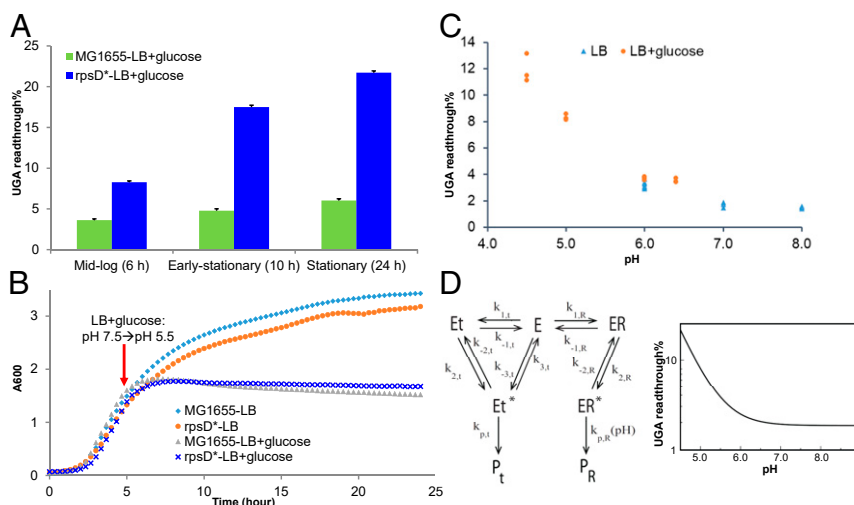 A
MG1655-LB+glucose
rpsD*-LB+glucose
UGA readthrough%
25
20
15
10
5
0
Mid-log (6 h)
Early-stationary (10 h)
Stationary (24 h)
B
LB+glucose:
pH 7.5→pH 5.5
A600
3
2
1
0
MG1655-LB
rpsD*-LB
MG1655-LB+glucose
rpsD*-LB+glucose
0 5 10 15 20 25
Time (hour)
C
LB LB+glucose
UGA readthrough%
14
12
10
8
6
4
2
0
4.0 5.0 6.0 7.0 8.0
pH
D
k1,t k1,R
Et E ER
k-1,t k-1,R
k-2,t k-3,t k-2,R
k2,t k3,t k2,R
Et* ER*
kp,t kp,R(pH)
Pt PR
UGA readthrough%
10
1
5.0 6.0 7.0 8.0
pH